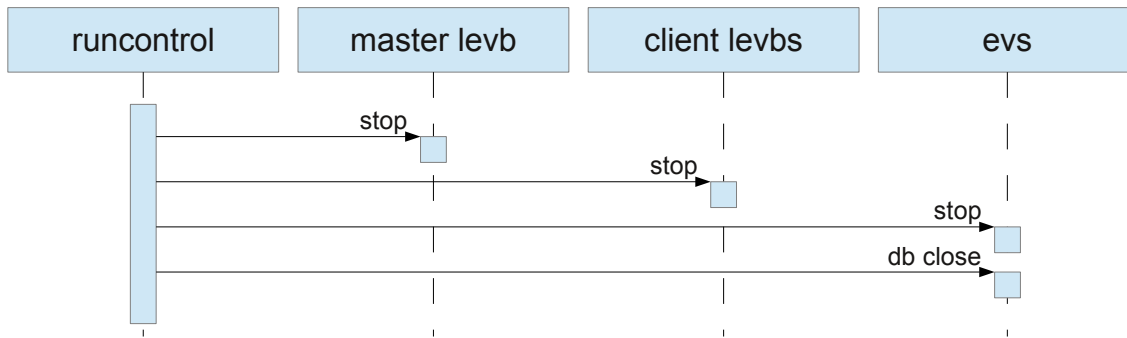 runcontrol
master levb
client levbs
evs
stop
stop
stop
db close